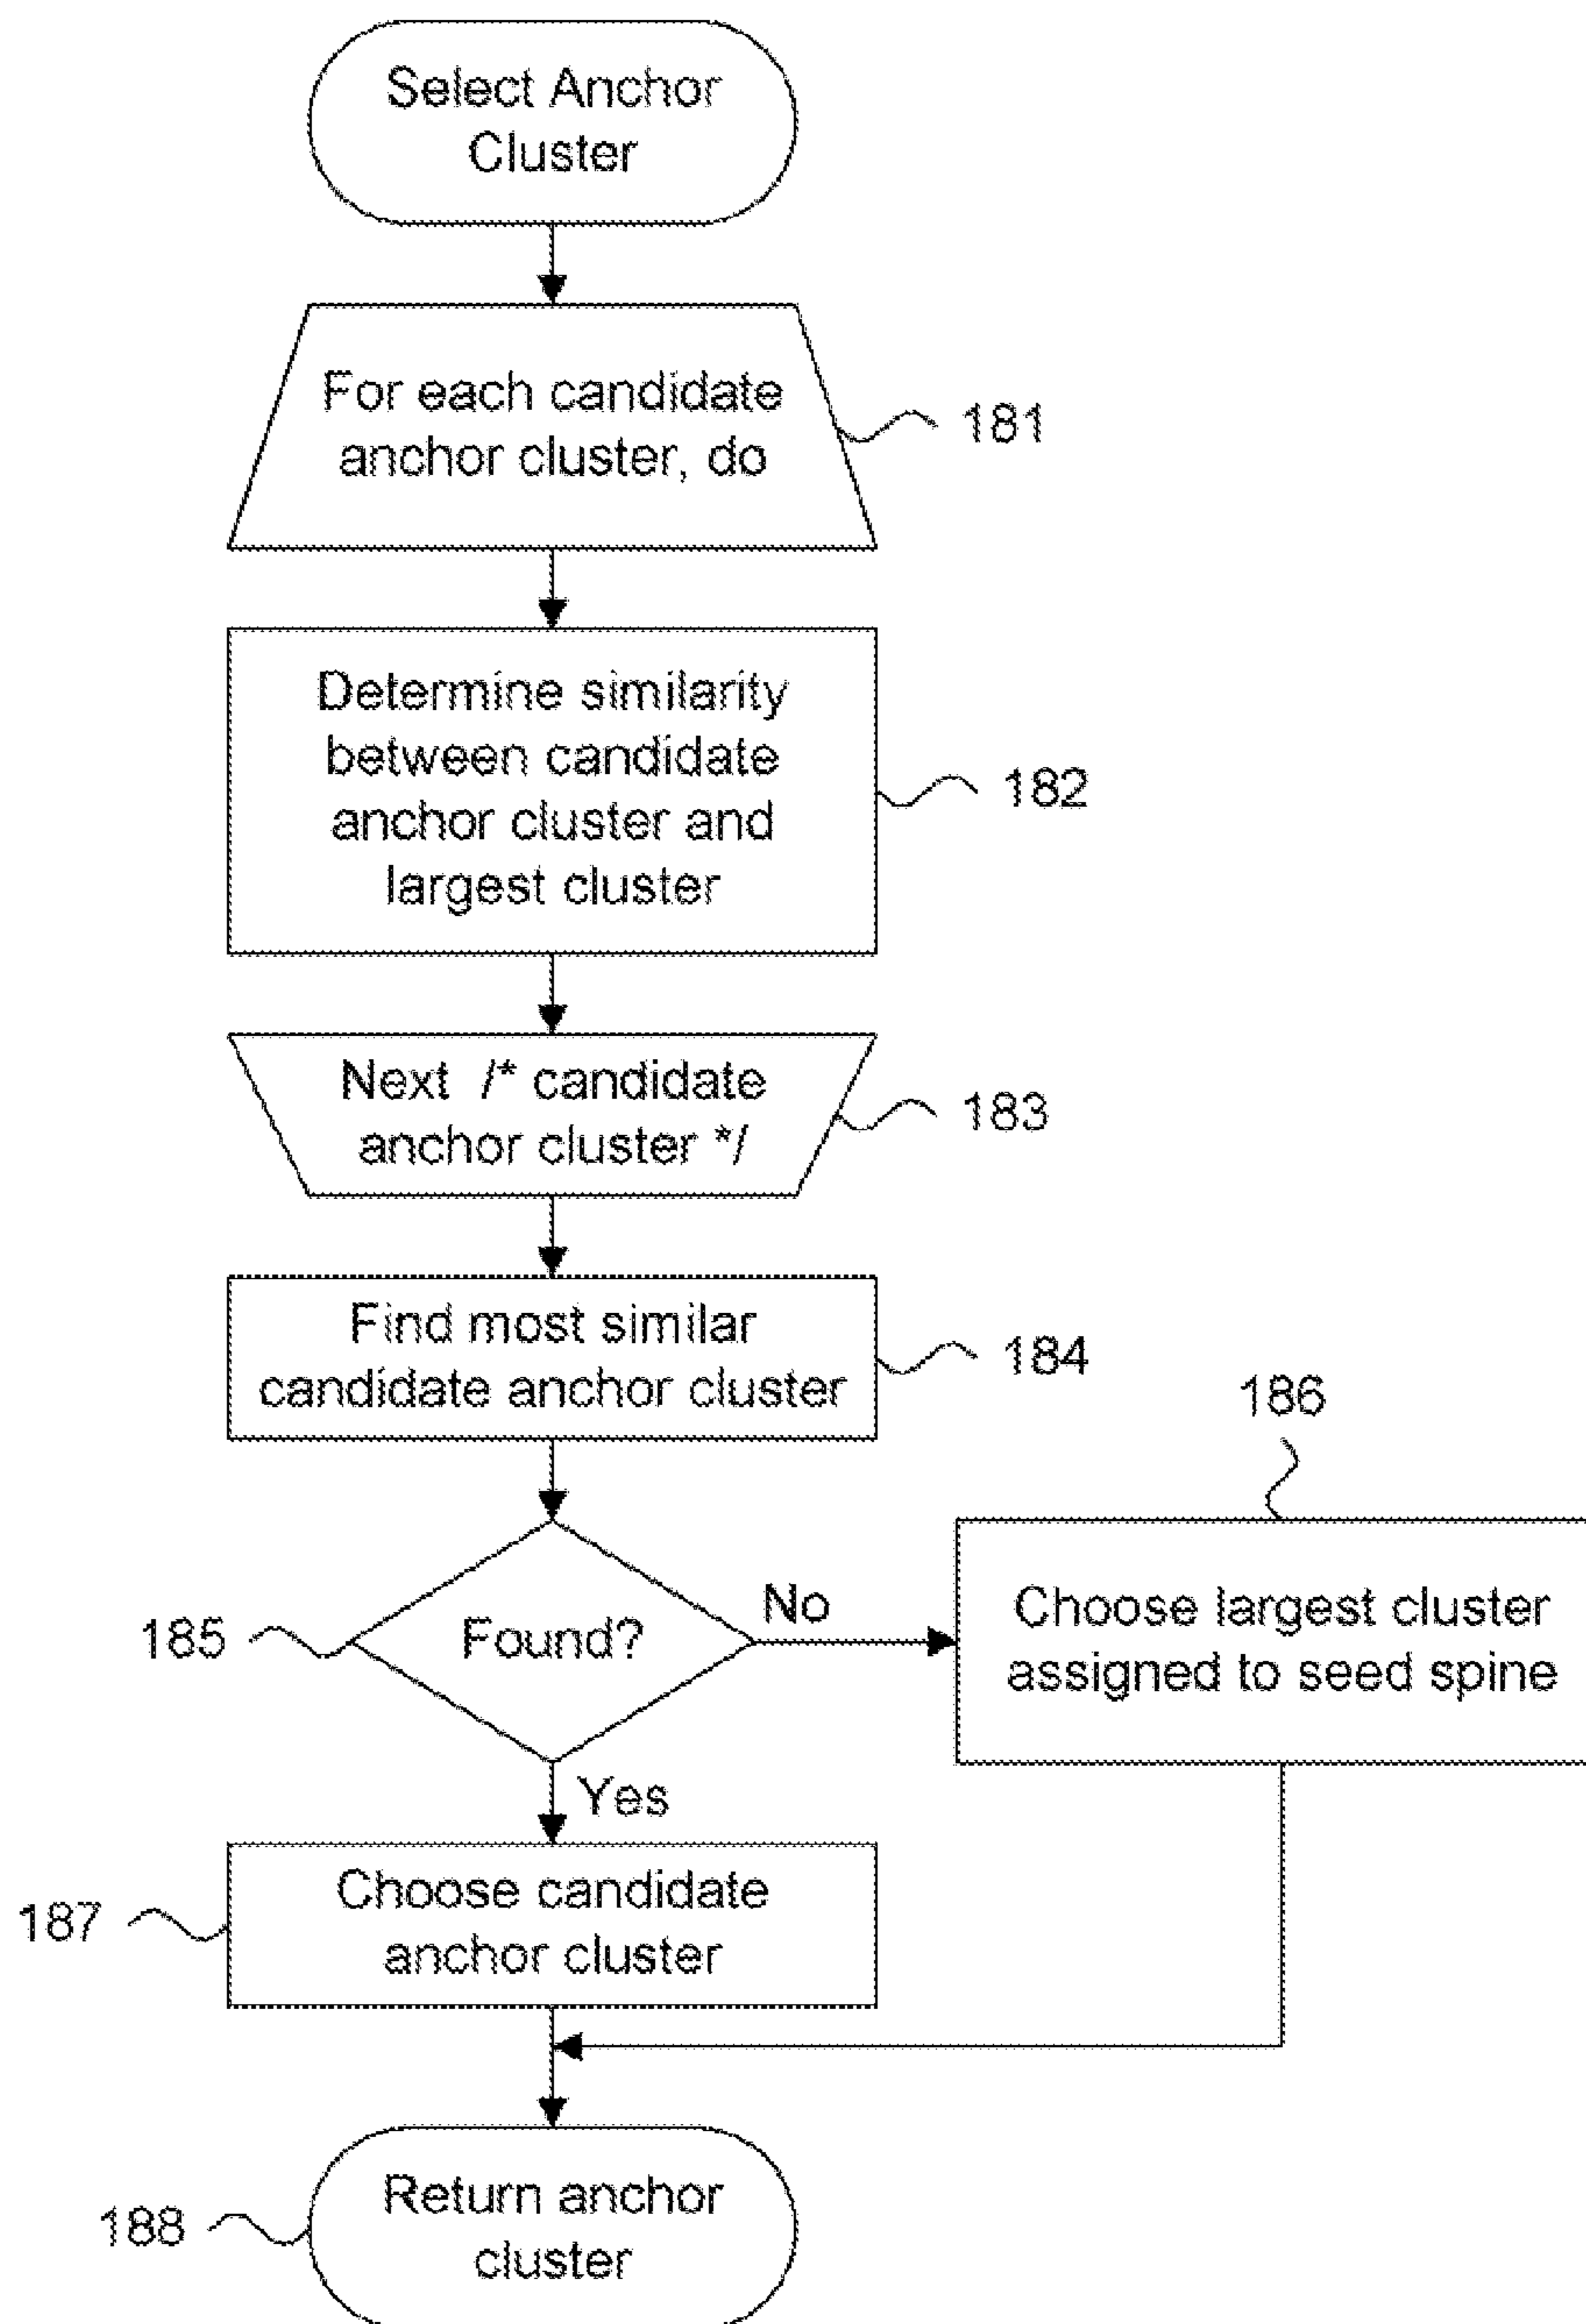 Select Anchor
Cluster
For each candidate
anchor cluster, do
181
Determine similarity
between candidate
anchor cluster and
largest cluster
182
Next /* candidate
anchor cluster */
183
Find most similar
candidate anchor cluster
184
186
185
Found?
No
Choose largest cluster
assigned to seed spine
Yes
187
Choose candidate
anchor cluster
188
Return anchor
cluster